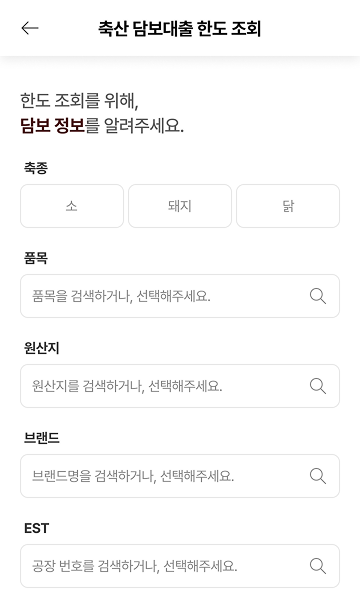 축산 담보대출 한도 조회
한도 조회를 위해,
담보 정보를 알려주세요.
축종
소 돼지 닭
품목
품목을 검색하거나, 선택해주세요.
원산지
원산지를 검색하거나, 선택해주세요.
브랜드
브랜드명을 검색하거나, 선택해주세요.
EST
공장 번호를 검색하거나, 선택해주세요.